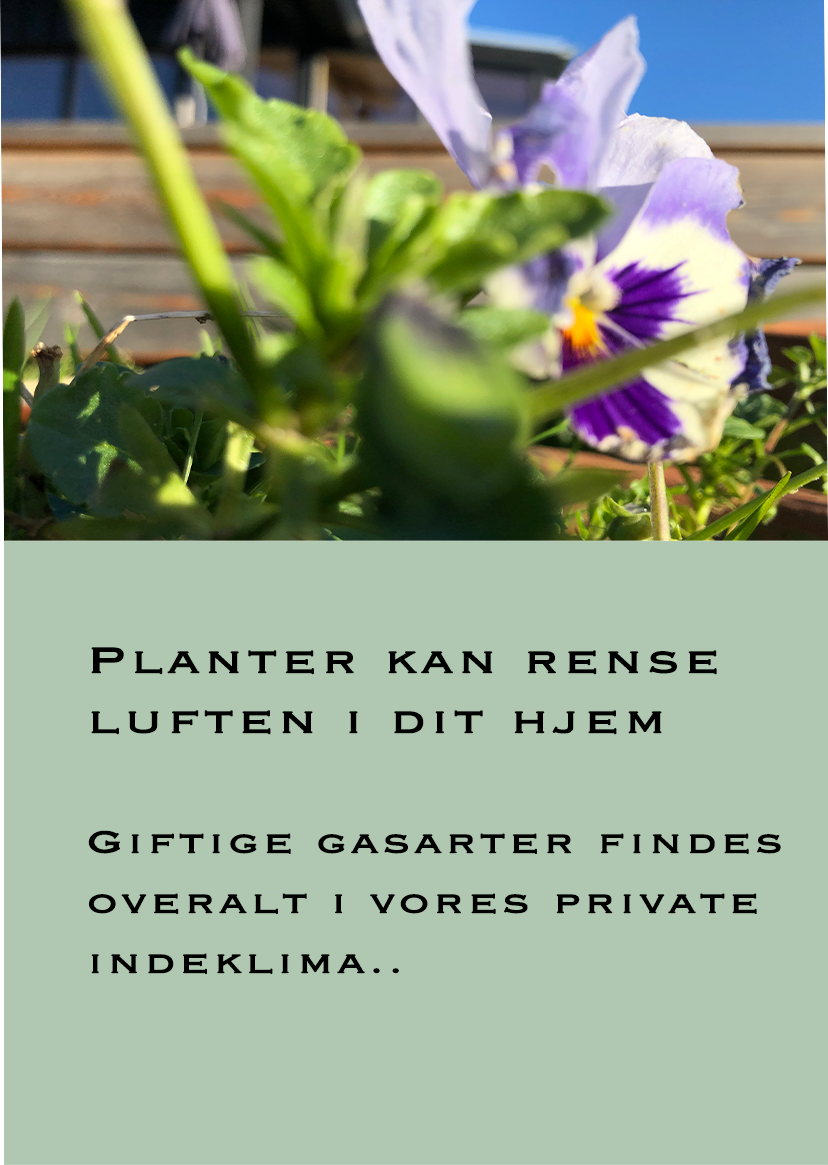 Planter kan rense
luften i dit hjem
Giftige gasarter findes
overalt i vores private
indeklima..